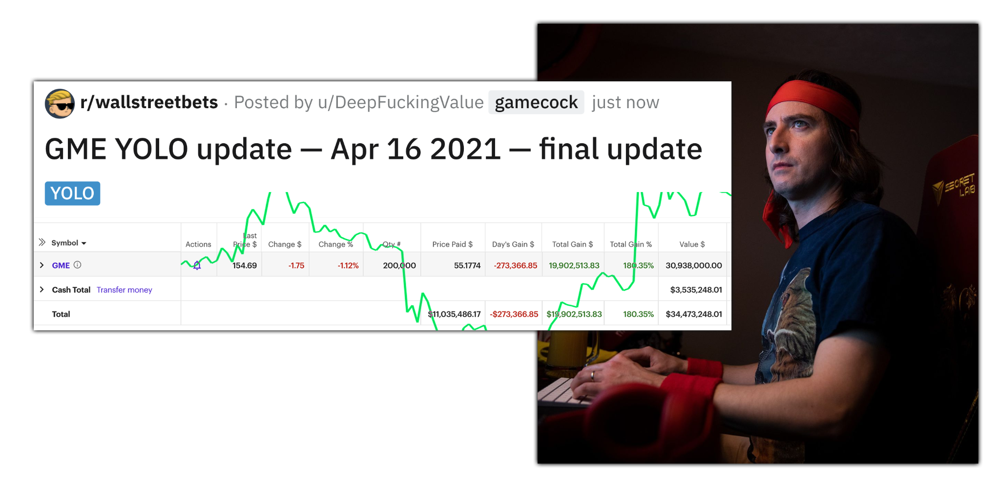 r/wallstreetbets · Posted by u/DeepFuckingValue gamecock just now
GME YOLO update — Apr 16 2021 — final update
YOLO
Symbol Actions Last Price $ Change $ Change % Qty # Price Paid $ Day's Gain $ Total Gain $ Total Gain % Value $
GME 154.69 -1.75 -1.12% 200,000 55.1774 -273,366.85 19,902,513.83 180.35% 30,938,000.00
Cash Total Transfer money $3,535,248.01
Total $11,035,486.17 -$273,366.85 $19,902,513.83 180.35% $34,473,248.01
SECRET
LAB